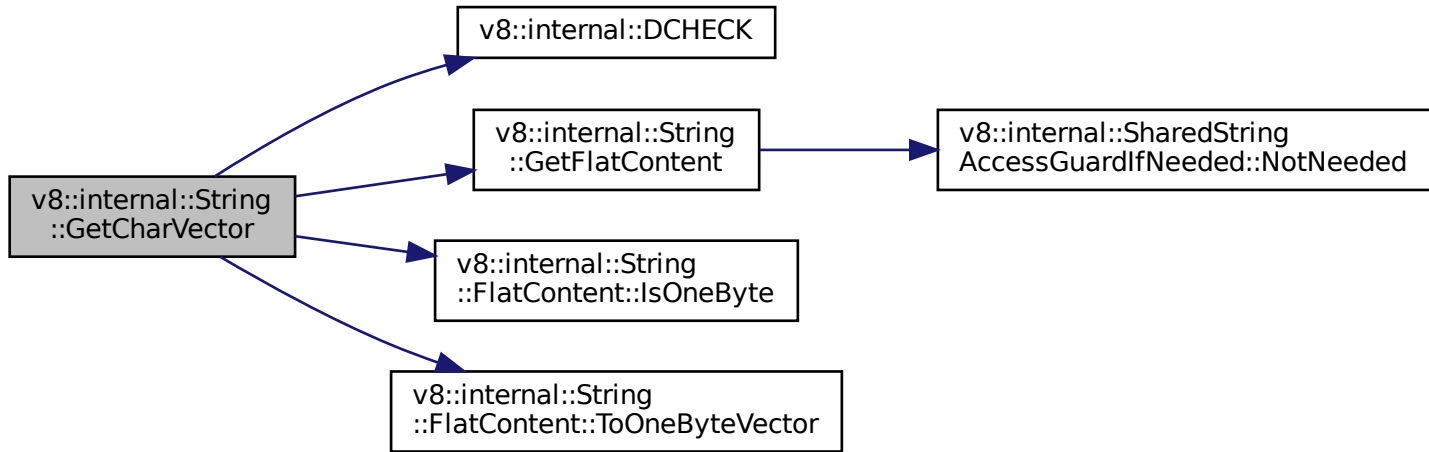 v8::internal::DCHECK
v8::internal::String
::GetFlatContent
v8::internal::SharedString
AccessGuardIfNeeded::NotNeeded
v8::internal::String
::GetCharVector
v8::internal::String
::FlatContent::IsOneByte
v8::internal::String
::FlatContent::ToOneByteVector